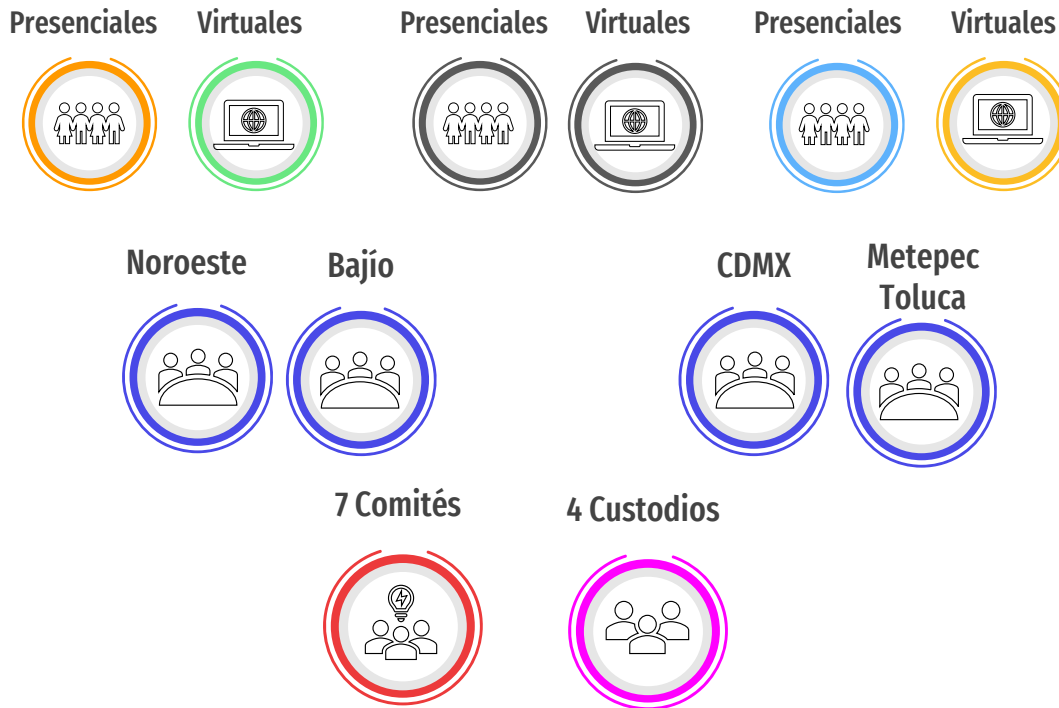 Presenciales
Virtuales
Presenciales
Virtuales
Presenciales
Virtuales
Noroeste
Bajío
CDMX
Metepec
Toluca
7 Comités
4 Custodios